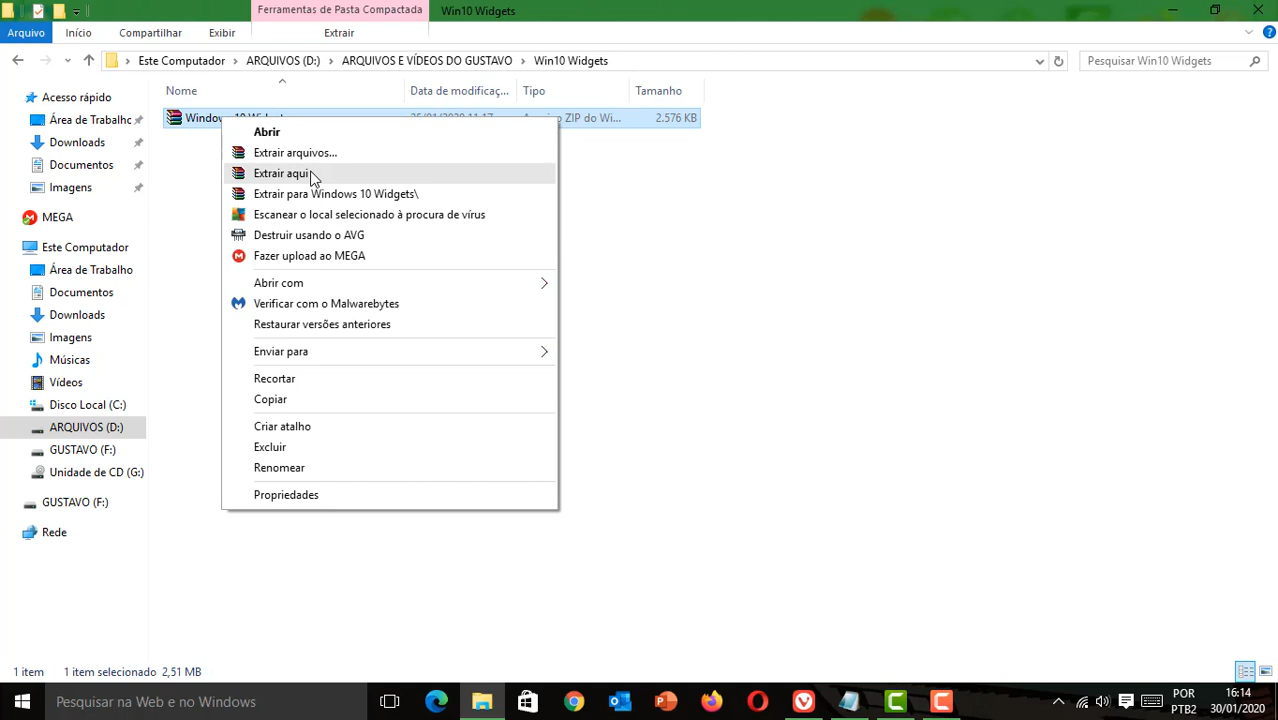 Ferramentas de Pasta Compactada
Win10 Widgets
Arquivo
Início
Compartilhar
Exibir
Extrair
Este Computador
ARQUIVOS (D:)
ARQUIVOS E VÍDEOS DO GUSTAVO
Win10 Widgets
Pesquisar Win10 Widgets
Nome
Data de modificaç...
Tipo
Tamanho
Acesso rápido
Área de Trabalho
Downloads
Documentos
Imagens
MEGA
Este Computador
Área de Trabalho
Documentos
Downloads
Imagens
Músicas
Vídeos
Disco Local (C:)
ARQUIVOS (D:)
GUSTAVO (F:)
Unidade de CD (G:)
GUSTAVO (F:)
Rede
ZIP do Wi...
2.576 KB
Abrir
Extrair arquivos...
Extrair aqui
Extrair para Windows 10 Widgets\
Escanear o local selecionado à procura de vírus
Destruir usando o AVG
Fazer upload ao MEGA
Abrir com
Verificar com o Malwarebytes
Restaurar versões anteriores
Enviar para
Recortar
Copiar
Criar atalho
Excluir
Renomear
Propriedades
1 item
1 item selecionado 2,51 MB
Pesquisar na Web e no Windows
POR
PTB2
16:14
30/01/2020